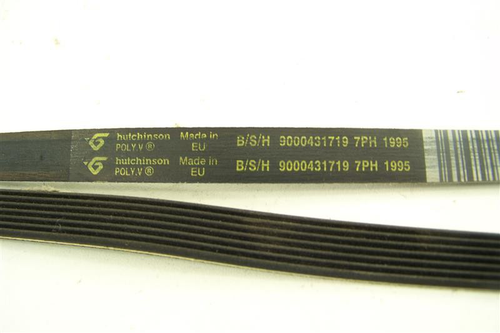 hutchinson Made in B/S/H 9000431719 7PH 1995
POLY.V® EU
hutchinson Made in B/S/H 9000431719 7PH 1995
POLY.V® EU